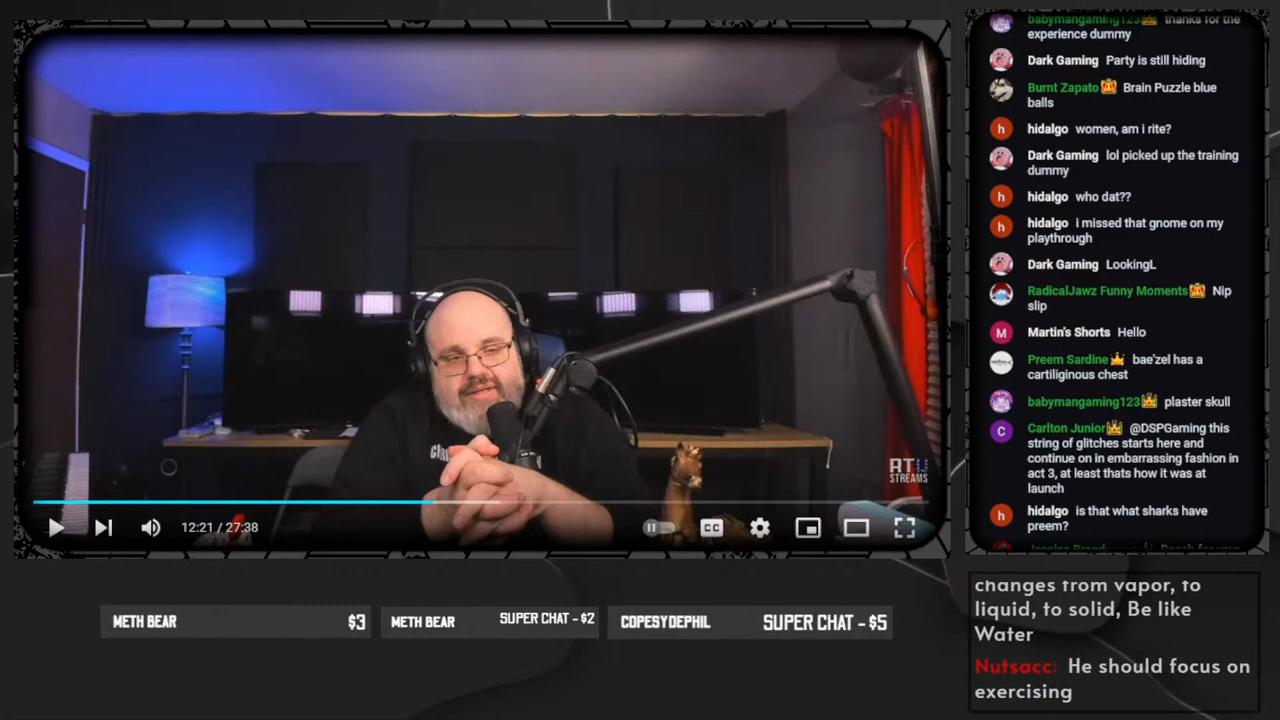 babymangaming123 thanks for the
experience dummy
Dark Gaming Party is still hiding
Burnt Zapato Brain Puzzle blue
balls
hidalgo women, am i rite?
Dark Gaming lol picked up the training
dummy
hidalgo who dat??
hidalgo i missed that gnome on my
playthrough
Dark Gaming LookingL
RadicalJawz Funny Moments Nip
slip
M Martin's Shorts Hello
Preem Sardine bae'zel has a
cartiliginous chest
babymangaming123 plaster skull
C Carlton Junior @DSPGaming this
string of glitches starts here and
continue on in embarrassing fashion in
act 3, at least thats how it was at
launch
hidalgo is that what sharks have
preem?
ATU
STREAMS
12:21 / 27:38
CC
METH BEAR $3
METH BEAR SUPER CHAT - $2
COPESYDEPHIL SUPER CHAT - $5
changes from vapor, to
liquid, to solid, Be like
Water
Nutsacc: He should focus on
exercising